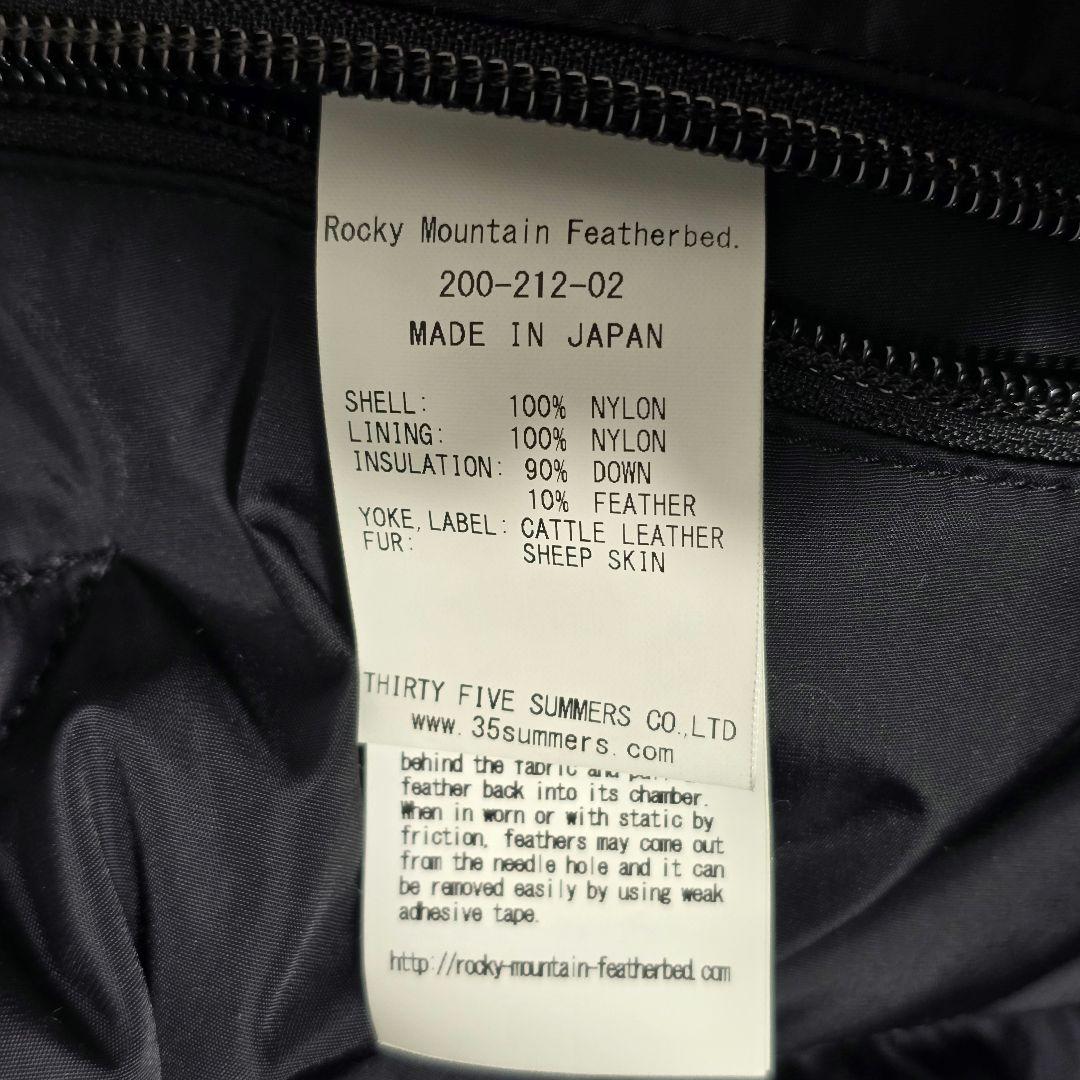 Rocky Mountain Featherbed.
200-212-02
MADE IN JAPAN
SHELL: 100% NYLON
LINING: 100% NYLON
INSULATION: 90% DOWN
10% FEATHER
YOKE, LABEL: CATTLE LEATHER
FUR: SHEEP SKIN
THIRTY FIVE SUMMERS CO.,LTD
www.35summers.com
behind the fabric and
feather back into its chamber.
When in worn or with static by
friction, feathers may come out
from the needle hole and it can
be removed easily by using weak
adhesive tape.
http://rocky-mountain-featherbed.com